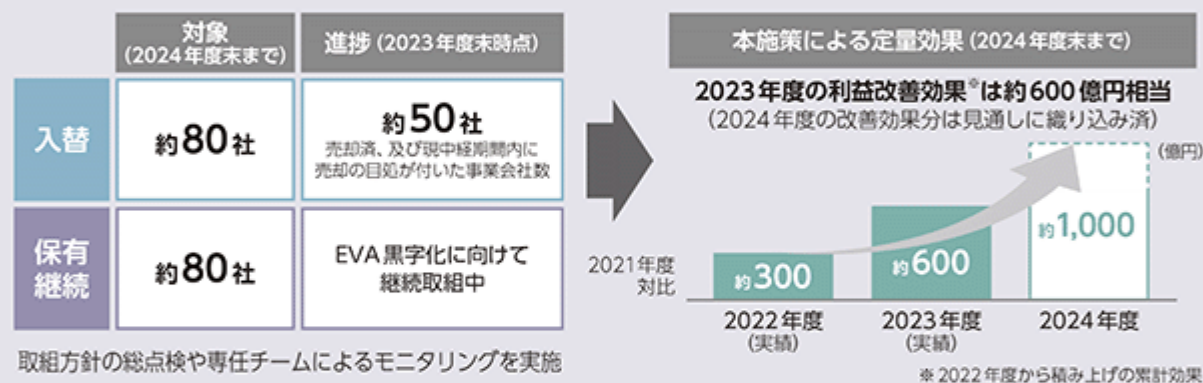 対象
(2024年度末まで)
進捗(2023年度末時点)
入替
約80社
約50社
売却済、及び現中経期間内に
売却の目処が付いた事業会社数
保有
継続
約80社
EVA黒字化に向けて
継続取組中
取組方針の総点検や専任チームによるモニタリングを実施
本施策による定量効果(2024年度末まで)
2023年度の利益改善効果※は約600億円相当
(2024年度の改善効果分は見通しに織り込み済)
(億円)
2021年度
対比
約300
約600
約1,000
2022年度
(実績)
2023年度
(実績)
2024年度
※2022年度から積み上げの累計効果